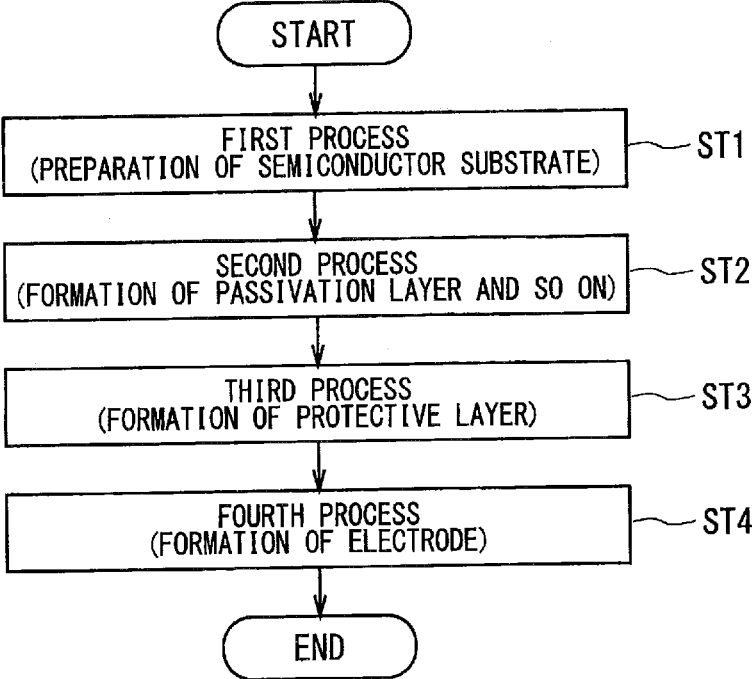 START
FIRST PROCESS
(PREPARATION OF SEMICONDUCTOR SUBSTRATE)
ST1
SECOND PROCESS
(FORMATION OF PASSIVATION LAYER AND SO ON)
ST2
THIRD PROCESS
(FORMATION OF PROTECTIVE LAYER)
ST3
FOURTH PROCESS
(FORMATION OF ELECTRODE)
ST4
END